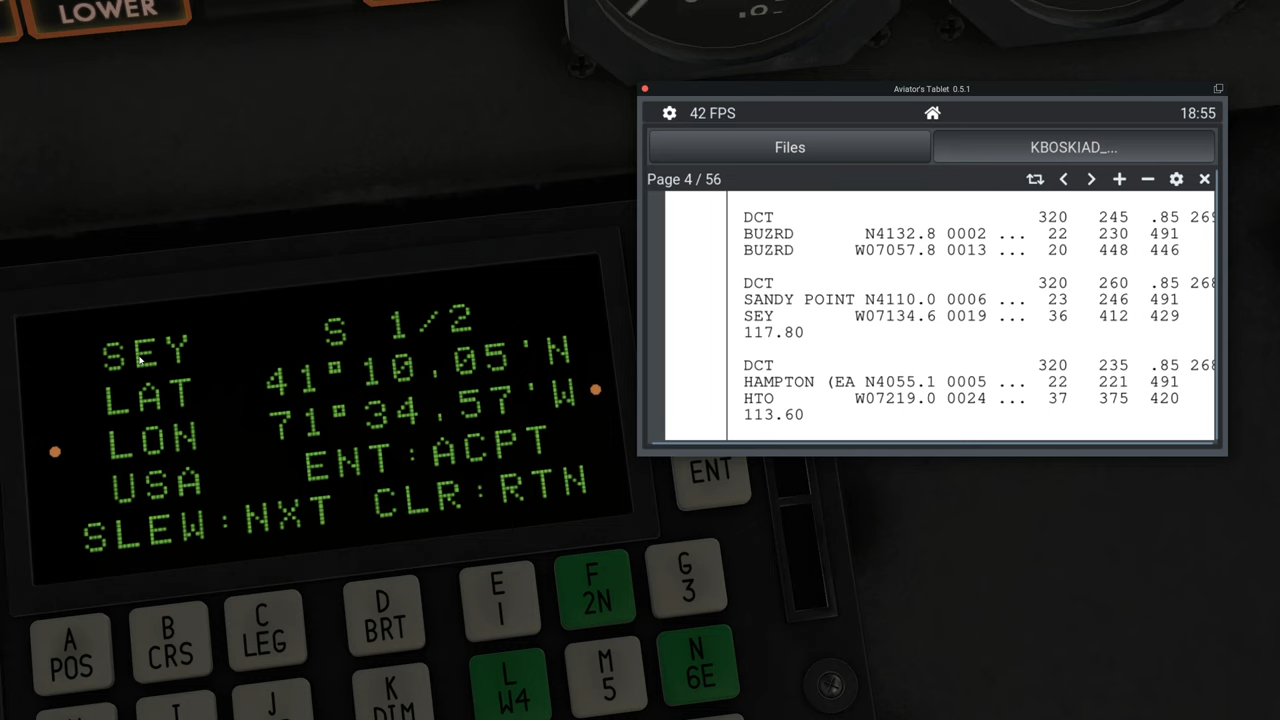 LOWER
.0
Aviator's Tablet 0.5.1
42 FPS
18:55
Files
KBOSKIAD_...
Page 4 / 56
DCT 320 245 .85 269
BUZRD N4132.8 0002 ... 22 230 491
BUZRD W07057.8 0013 ... 20 448 446
DCT 320 260 .85 268
SANDY POINT N4110.0 0006 ... 23 246 491
SEY W07134.6 0019 ... 36 412 429
117.80
DCT 320 235 .85 268
HAMPTON (EA N4055.1 0005 ... 22 221 491
HTO W07219.0 0024 ... 37 375 420
113.60
SEY S 1/2
LAT 41°10.05'N
LON 71°34.57'W
USA ENT:ACPT
SLEW:NXT CLR:RTN
ENT
A
POS
B
CRS
C
LEG
D
BRT
E
1
F
2N
G
3
J
K
DIM
L
W4
M
5
N
6E